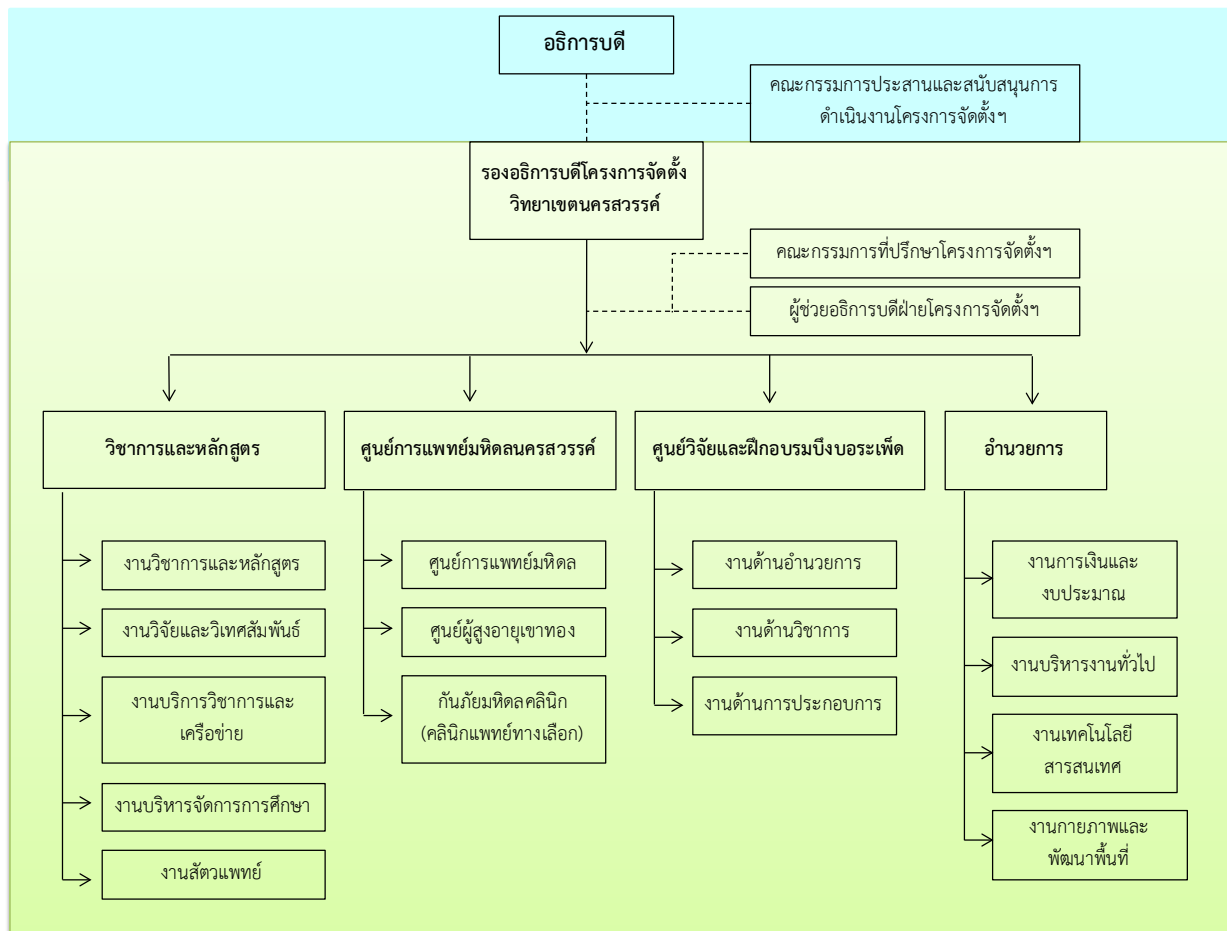 อธิการบดี
คณะกรรมการประสานและสนับสนุนการ
ดำเนินงานโครงการจัดตั้งฯ
รองอธิการบดีโครงการจัดตั้ง
วิทยาเขตนครสวรรค์
คณะกรรมการที่ปรึกษาโครงการจัดตั้งฯ
ผู้ช่วยอธิการบดีฝ่ายโครงการจัดตั้งฯ
วิชาการและหลักสูตร
งานวิชาการและหลักสูตร
งานวิจัยและวิเทศสัมพันธ์
งานบริการวิชาการและ
เครือข่าย
งานบริหารจัดการการศึกษา
งานสัตวแพทย์
ศูนย์การแพทย์มหิดลนครสวรรค์
ศูนย์การแพทย์มหิดล
ศูนย์ผู้สูงอายุเขาทอง
กันภัยมหิดลคลินิก
(คลินิกแพทย์ทางเลือก)
ศูนย์วิจัยและฝึกอบรมบึงบอระเพ็ด
งานด้านอำนวยการ
งานด้านวิชาการ
งานด้านการประกอบการ
อำนวยการ
งานการเงินและ
งบประมาณ
งานบริหารงานทั่วไป
งานเทคโนโลยี
สารสนเทศ
งานกายภาพและ
พัฒนาพื้นที่